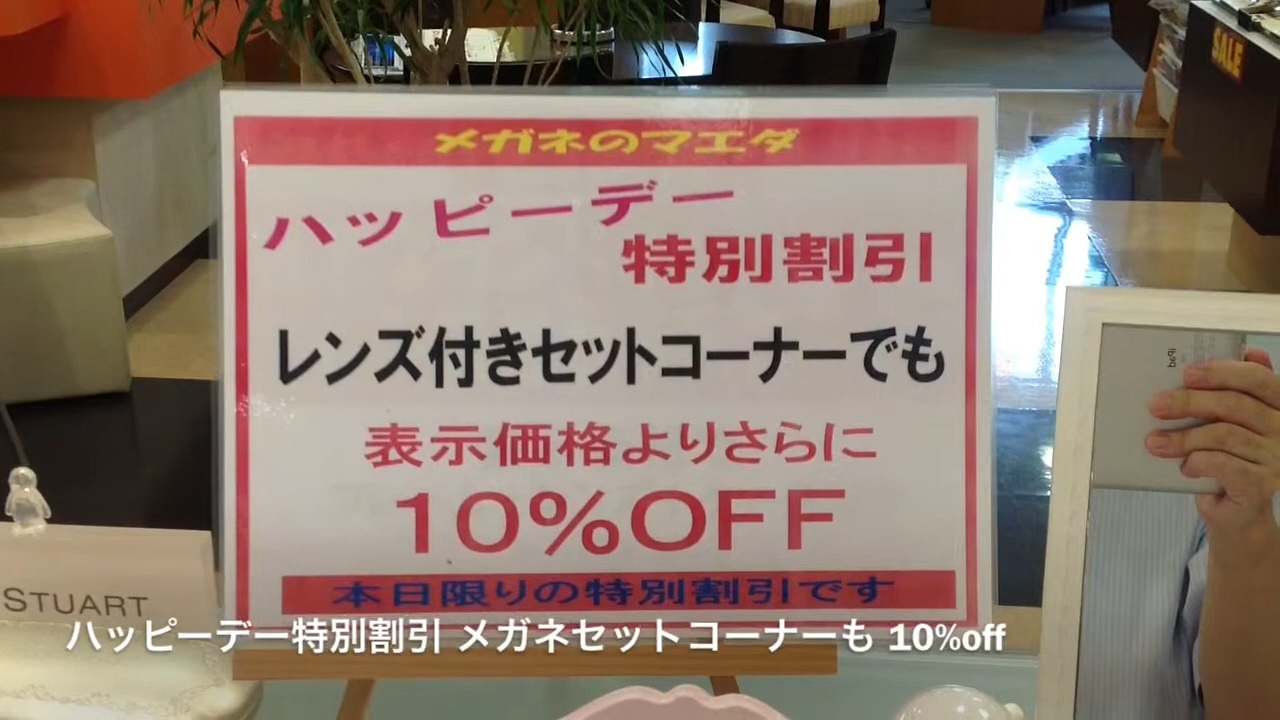 SALE
メガネのマエダ
ハッピーデー
特別割引
レンズ付きセットコーナーでも
表示価格よりさらに
10%OFF
本日限りの特別割引です
iPad
STUART
ハッピーデー特別割引 メガネセットコーナーも 10%off